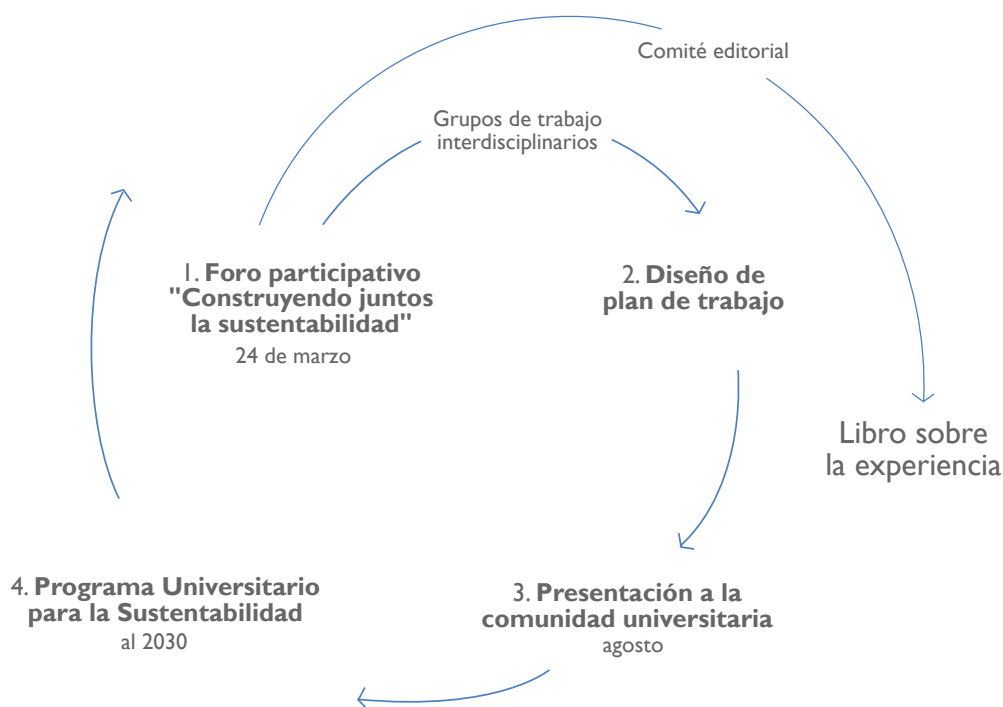 Comité editorial
Grupos de trabajo
interdisciplinarios
1. Foro participativo
"Construyendo juntos
la sustentabilidad"
24 de marzo
2. Diseño de
plan de trabajo
Libro sobre
la experiencia
3. Presentación a la
comunidad universitaria
agosto
4. Programa Universitario
para la Sustentabilidad
al 2030